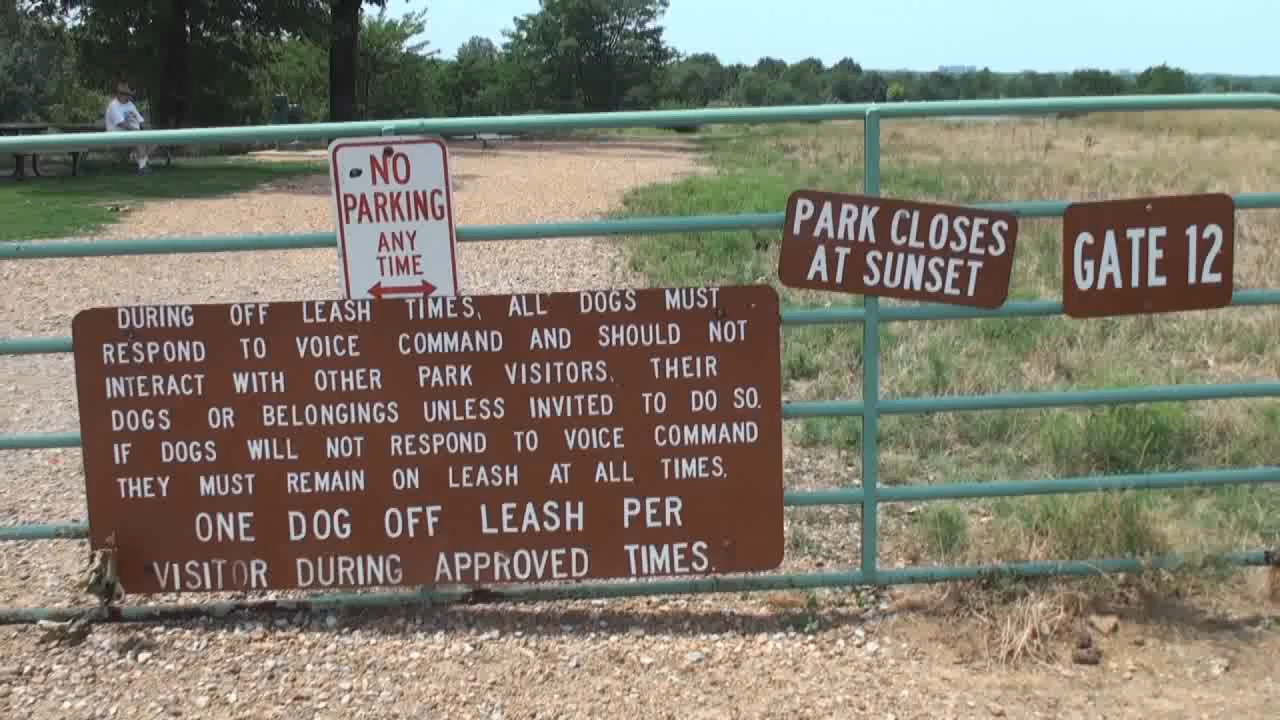 NO
PARKING
ANY
TIME
PARK CLOSES
AT SUNSET
GATE 12
DURING OFF LEASH TIMES, ALL DOGS MUST
RESPOND TO VOICE COMMAND AND SHOULD NOT
INTERACT WITH OTHER PARK VISITORS, THEIR
DOGS OR BELONGINGS UNLESS INVITED TO DO SO.
IF DOGS WILL NOT RESPOND TO VOICE COMMAND
THEY MUST REMAIN ON LEASH AT ALL TIMES.
ONE DOG OFF LEASH PER
VISITOR DURING APPROVED TIMES.